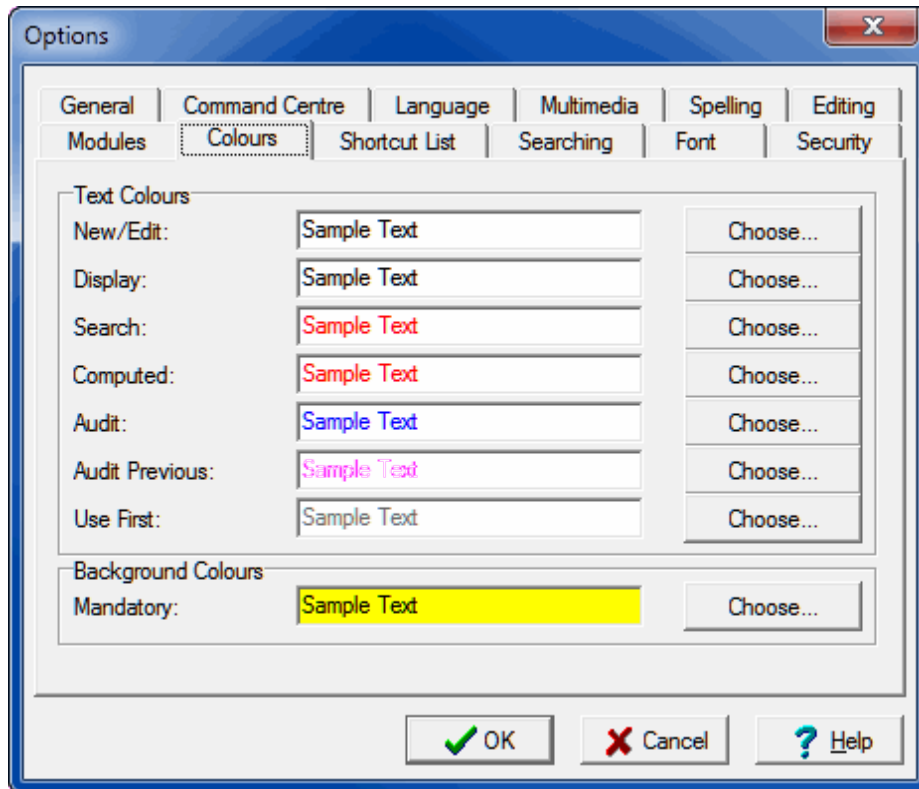 Options
General Command Centre Language Multimedia Spelling Editing
Modules Colours Shortcut List Searching Font Security
Text Colours
New/Edit: Sample Text Choose...
Display: Sample Text Choose...
Search: Sample Text Choose...
Computed: Sample Text Choose...
Audit: Sample Text Choose...
Audit Previous: Sample Text Choose...
Use First: Sample Text Choose...
Background Colours
Mandatory: Sample Text Choose...
OK Cancel Help